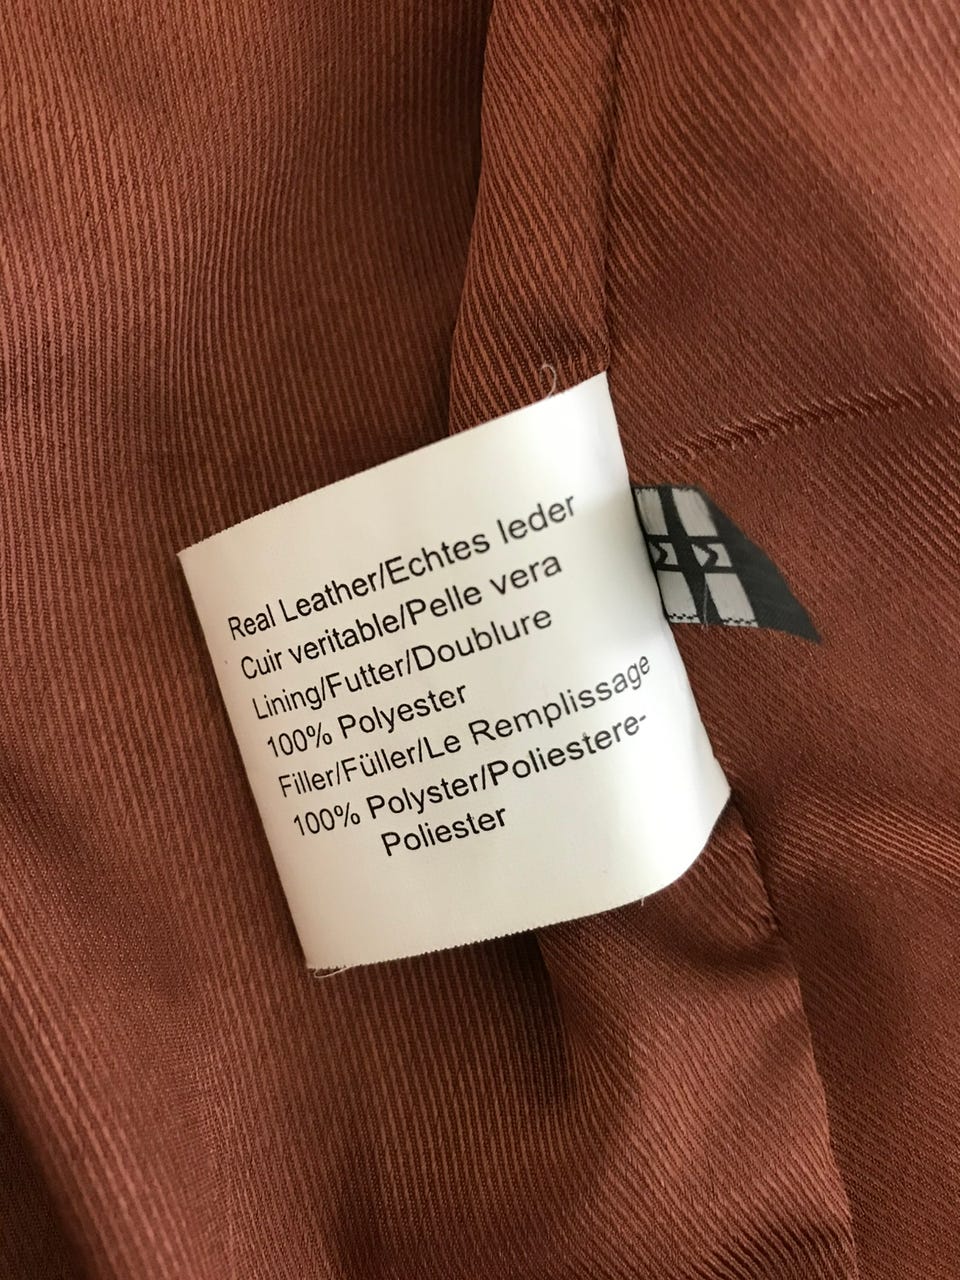 Real Leather/Echtes leder
Cuir veritable/Pelle vera
Lining/Futter/Doublure
100% Polyester
Filler/Füller/Le Remplissage
100% Polyster/Poliestere-
Poliester